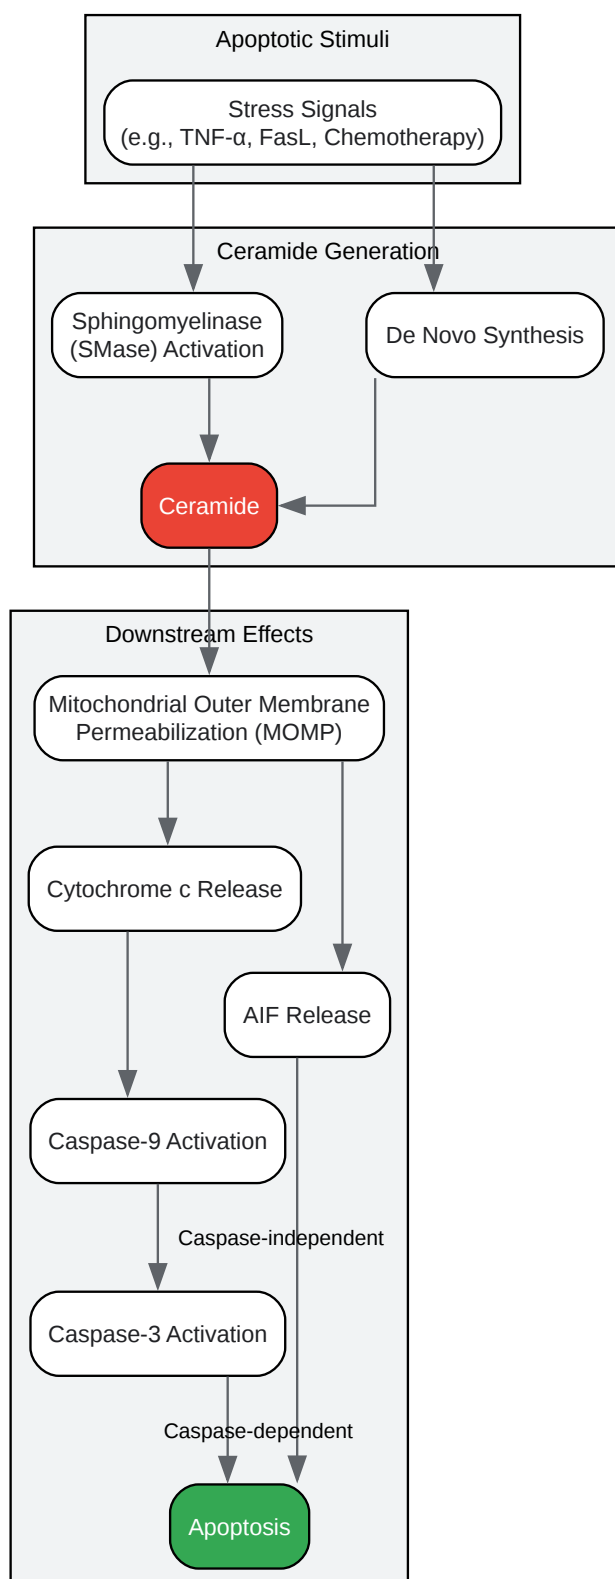 Apoptotic Stimuli
Stress Signals
(e.g., TNF-α, FasL, Chemotherapy)
Ceramide Generation
Sphingomyelinase
(SMase) Activation
De Novo Synthesis
Ceramide
Downstream Effects
Mitochondrial Outer Membrane
Permeabilization (MOMP)
Cytochrome c Release
AIF Release
Caspase-9 Activation
Caspase-independent
Caspase-3 Activation
Caspase-dependent
Apoptosis